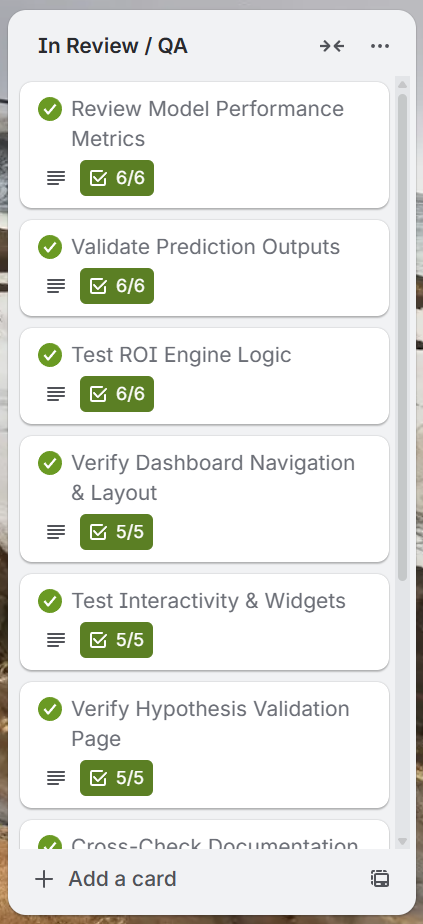 In Review / QA
Review Model Performance
Metrics
6/6
Validate Prediction Outputs
6/6
Test ROI Engine Logic
6/6
Verify Dashboard Navigation
& Layout
5/5
Test Interactivity & Widgets
5/5
Verify Hypothesis Validation
Page
5/5
Cross-Check Documentation
Add a card